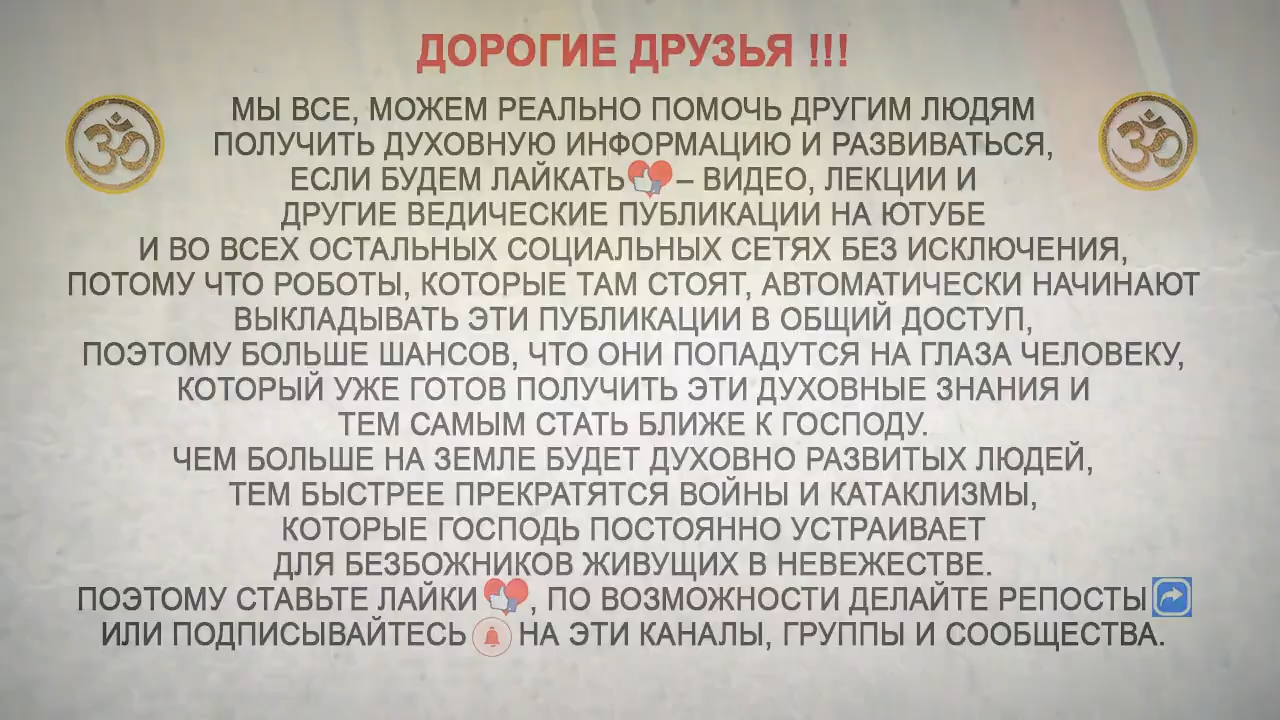 ДОРОГИЕ ДРУЗЬЯ !!!
МЫ ВСЕ, МОЖЕМ РЕАЛЬНО ПОМОЧЬ ДРУГИМ ЛЮДЯМ
ПОЛУЧИТЬ ДУХОВНУЮ ИНФОРМАЦИЮ И РАЗВИВАТЬСЯ,
ЕСЛИ БУДЕМ ЛАЙКАТЬ – ВИДЕО, ЛЕКЦИИ И
ДРУГИЕ ВЕДИЧЕСКИЕ ПУБЛИКАЦИИ НА ЮТУБЕ
И ВО ВСЕХ ОСТАЛЬНЫХ СОЦИАЛЬНЫХ СЕТЯХ БЕЗ ИСКЛЮЧЕНИЯ,
ПОТОМУ ЧТО РОБОТЫ, КОТОРЫЕ ТАМ СТОЯТ, АВТОМАТИЧЕСКИ НАЧИНАЮТ
ВЫКЛАДЫВАТЬ ЭТИ ПУБЛИКАЦИИ В ОБЩИЙ ДОСТУП,
ПОЭТОМУ БОЛЬШЕ ШАНСОВ, ЧТО ОНИ ПОПАДУТСЯ НА ГЛАЗА ЧЕЛОВЕКУ,
КОТОРЫЙ УЖЕ ГОТОВ ПОЛУЧИТЬ ЭТИ ДУХОВНЫЕ ЗНАНИЯ И
ТЕМ САМЫМ СТАТЬ БЛИЖЕ К ГОСПОДУ.
ЧЕМ БОЛЬШЕ НА ЗЕМЛЕ БУДЕТ ДУХОВНО РАЗВИТЫХ ЛЮДЕЙ,
ТЕМ БЫСТРЕЕ ПРЕКРАТЯТСЯ ВОЙНЫ И КАТАКЛИЗМЫ,
КОТОРЫЕ ГОСПОДЬ ПОСТОЯННО УСТРАИВАЕТ
ДЛЯ БЕЗБОЖНИКОВ ЖИВУЩИХ В НЕВЕЖЕСТВЕ.
ПОЭТОМУ СТАВЬТЕ ЛАЙКИ , ПО ВОЗМОЖНОСТИ ДЕЛАЙТЕ РЕПОСТЫ
ИЛИ ПОДПИСЫВАЙТЕСЬ НА ЭТИ КАНАЛЫ, ГРУППЫ И СООБЩЕСТВА.
ॐ
ॐ